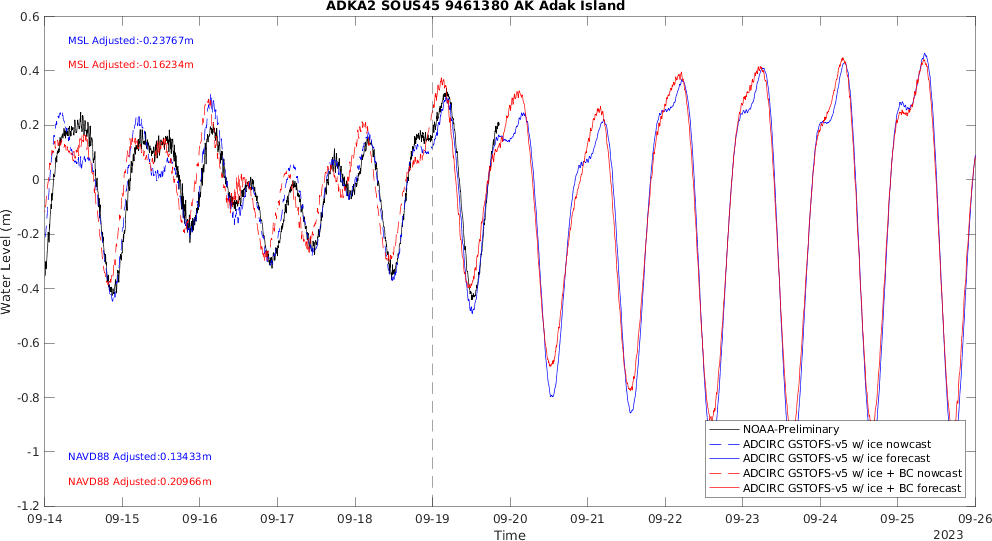 ADKA2 SOUS45 9461380 AK Adak Island
MSL Adjusted:-0.23767m
MSL Adjusted:-0.16234m
0.6
0.4
0.2
0
-0.2
-0.4
-0.6
-0.8
-1
-1.2
Water Level (m)
NAVD88 Adjusted:0.13433m
NAVD88 Adjusted:0.20966m
NOAA-Preliminary
ADCIRC GSTOFS-v5 w/ ice nowcast
ADCIRC GSTOFS-v5 w/ ice forecast
ADCIRC GSTOFS-v5 w/ ice + BC nowcast
ADCIRC GSTOFS-v5 w/ ice + BC forecast
09-14 09-15 09-16 09-17 09-18 09-19 09-20 09-21 09-22 09-23 09-24 09-25 09-26
Time
2023